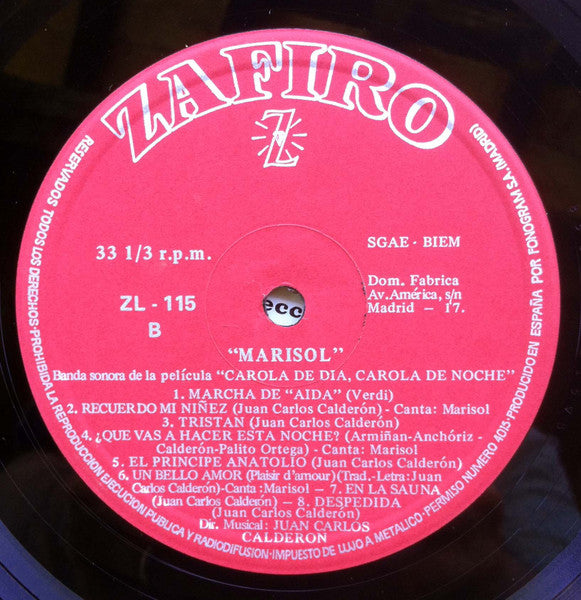 ZAFIRO
Z
33 1/3 r.p.m.
SGAE - BIEM
ZL - 115
B
Dom. Fabrica
Av. América, s/n
Madrid - 17.
ecc
"MARISOL"
Banda sonora de la película "CAROLA DE DIA, CAROLA DE NOCHE"
1. MARCHA DE "AIDA" (Verdi)
2. RECUERDO MI NIÑEZ (Juan Carlos Calderón) - Canta: Marisol
3. TRISTAN (Juan Carlos Calderón)
4. ¿QUE VAS A HACER ESTA NOCHE? (Armiñan-Anchóriz -
Calderón-Palito Ortega) - Canta: Marisol
5. EL PRINCIPE ANATOLIO (Juan Carlos Calderón)
6. UN BELLO AMOR (Plaisir d'amour) (Trad.-Letra: Juan
Carlos Calderón)-Canta: Marisol — 7. EN LA SAUNA
(Juan Carlos Calderón) — 8. DESPEDIDA
(Juan Carlos Calderón)
Dir. Musical: JUAN CARLOS
CALDERON
RESERVADOS TODOS LOS DERECHOS-PROHIBIDA LA REPRODUCCION EJECUCION PUBLICA Y RADIODIFUSION-IMPUESTO DE LUJO A METALICO-PERMISO NUMERO 4015 PRODUCIDO EN ESPAÑA POR FONOGRAM S.A. (MADRID)